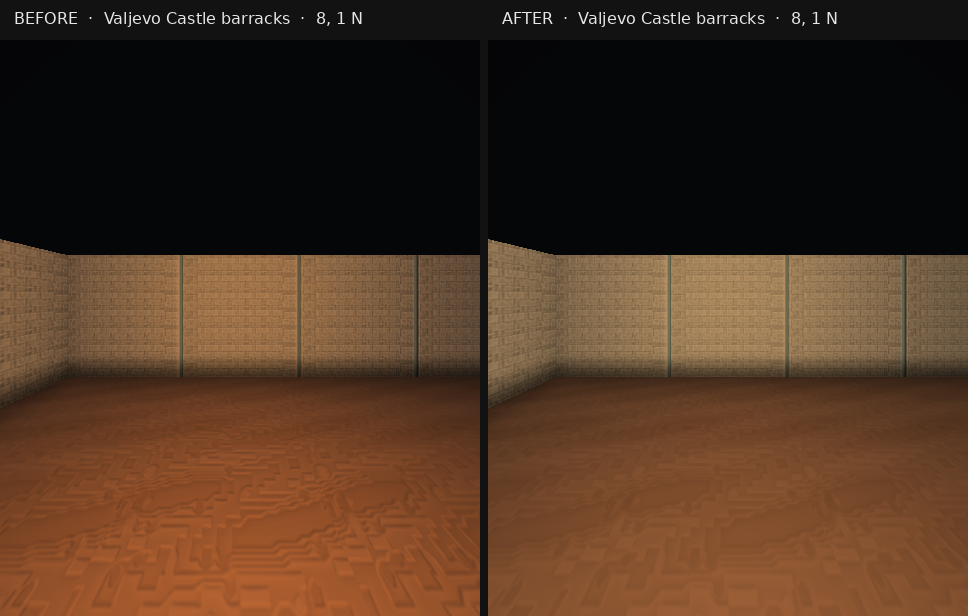 BEFORE · Valjevo Castle barracks · 8, 1 N
AFTER · Valjevo Castle barracks · 8, 1 N